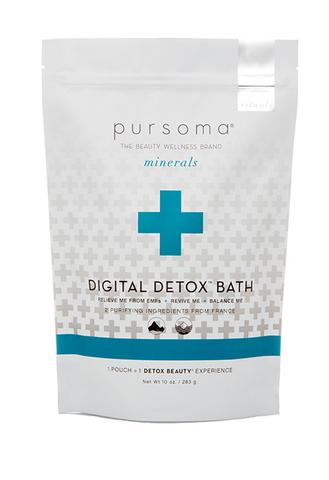 rituals
pursoma®
THE BEAUTY WELLNESS BRAND
minerals
DIGITAL DETOX™ BATH
RELIEVE ME FROM EMFs + REVIVE ME + BALANCE ME
2 PURIFYING INGREDIENTS FROM FRANCE
1 POUCH = 1 DETOX BEAUTY® EXPERIENCE
Net Wt 10 oz. / 283 g